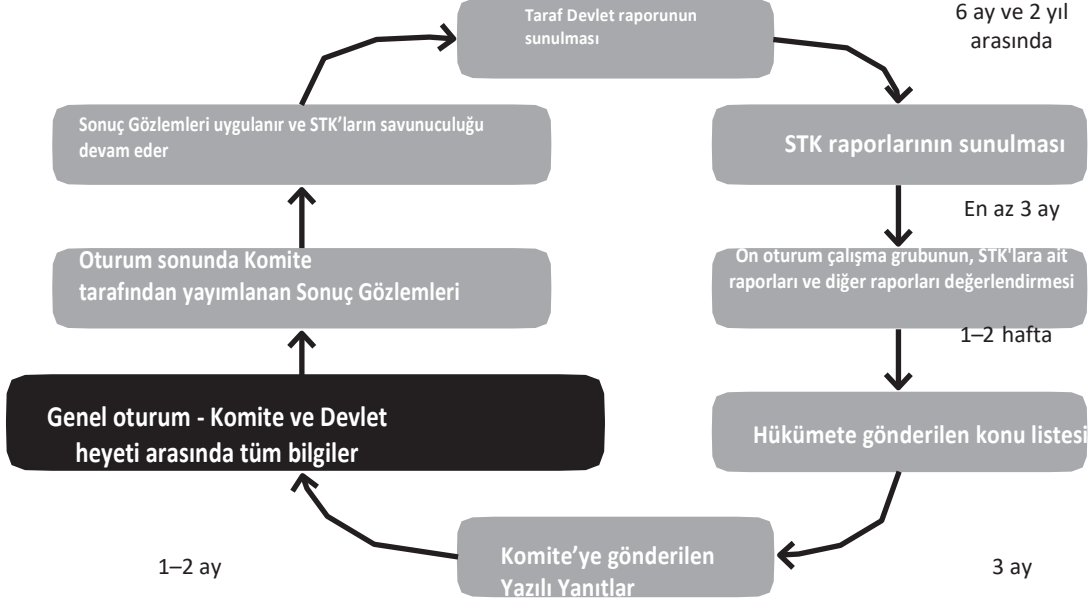 Taraf Devlet raporunun
sunulması
6 ay ve 2 yıl
arasında
Sonuç Gözlemleri uygulanır ve STK’ların savunuculuğu
devam eder
STK raporlarının sunulması
En az 3 ay
Oturum sonunda Komite
tarafından yayımlanan Sonuç Gözlemleri
Ön oturum çalışma grubunun, STK'lara ait
raporları ve diğer raporları değerlendirmesi
1–2 hafta
Genel oturum - Komite ve Devlet
heyeti arasında tüm bilgiler
Hükümete gönderilen konu listesi
Komite’ye gönderilen
Yazılı Yanıtlar
1–2 ay
3 ay